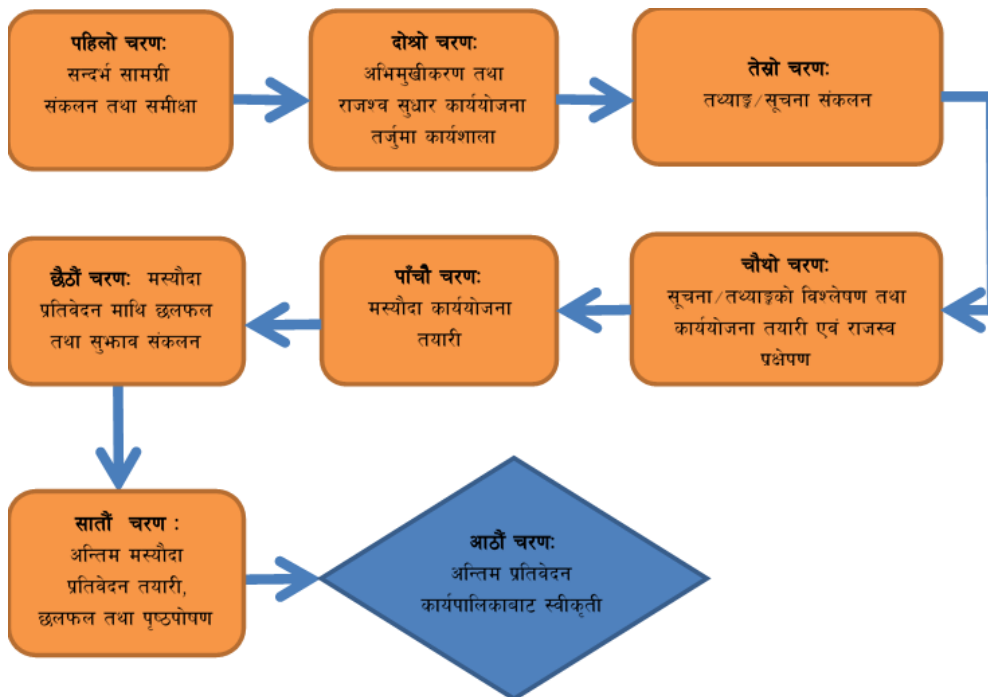 पहिलो चरण:
सन्दर्भ सामग्री
संकलन तथा समीक्षा
दोश्रो चरण:
अभिमुखीकरण तथा
राजश्व सुधार कार्ययोजना
तर्जुमा कार्यशाला
तेस्रो चरण:
तथ्याङ्क/सूचना संकलन
चौथो चरण:
सूचना/तथ्याङ्कको विश्लेषण तथा
कार्ययोजना तयारी एवं राजस्व
प्रक्षेपण
पाँचौ चरण:
मस्यौदा कार्ययोजना
तयारी
छैठौं चरण: मस्यौदा
प्रतिवेदन माथि छलफल
तथा सुझाव संकलन
सातौं चरण :
अन्तिम मस्यौदा
प्रतिवेदन तयारी,
छलफल तथा पृष्ठपोषण
आठौं चरण:
अन्तिम प्रतिवेदन
कार्यपालिकाबाट स्वीकृती